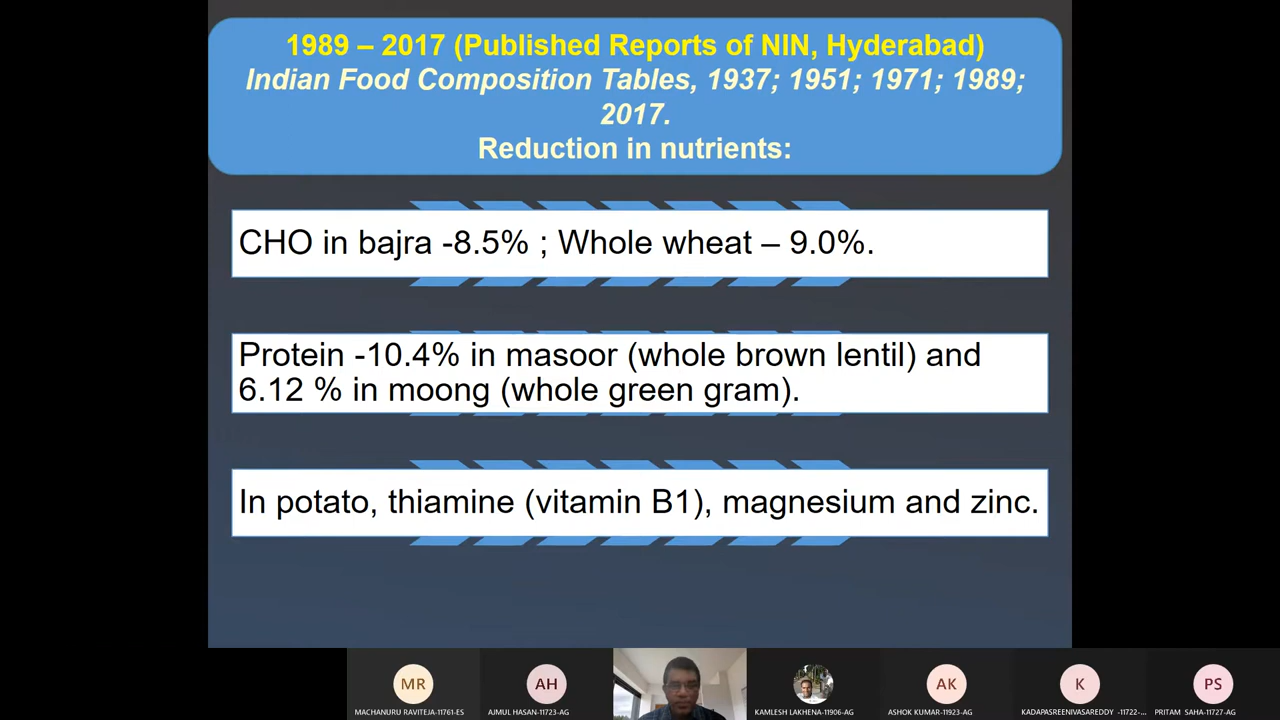 1989 – 2017 (Published Reports of NIN, Hyderabad)
Indian Food Composition Tables, 1937; 1951; 1971; 1989;
2017.
Reduction in nutrients:
CHO in bajra -8.5% ; Whole wheat – 9.0%.
Protein -10.4% in masoor (whole brown lentil) and
6.12 % in moong (whole green gram).
In potato, thiamine (vitamin B1), magnesium and zinc.
MR
AH
AK
K
PS
MACHANURU RAVITEJA-11761-ES
AJMUL HASAN-11723-AG
KAMLESH LAKHENA-11906-AG
ASHOK KUMAR-11923-AG
KADAPASREENIVASAREDDY -11722-...
PRITAM SAHA-11727-AG